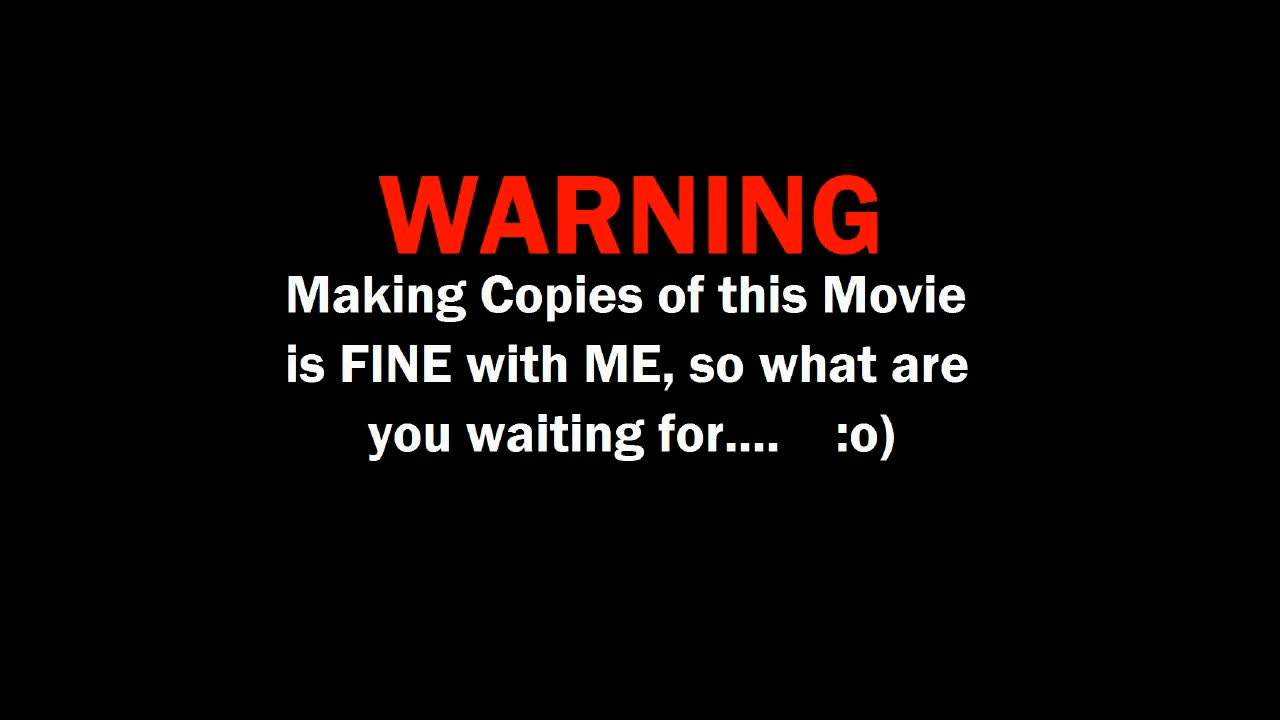 WARNING
Making Copies of this Movie
is FINE with ME, so what are
you waiting for.... :o)